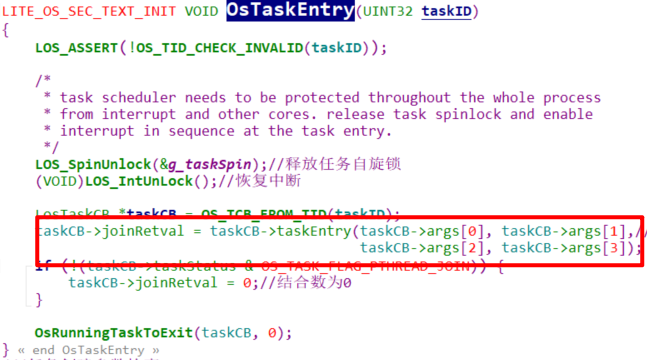 LITE_OS_SEC_TEXT_INIT VOID OsTaskEntry(UINT32 taskID)
{
    LOS_ASSERT(!OS_TID_CHECK_INVALID(taskID));

    /*
     * task scheduler needs to be protected throughout the whole process
     * from interrupt and other cores. release task spinlock and enable
     * interrupt in sequence at the task entry.
     */
    LOS_SpinUnlock(&g_taskSpin);//释放任务自旋锁
    (VOID)LOS_IntUnLock();//恢复中断

    LosTaskCB *taskCB = OS_TCB_FROM_TID(taskID);
    taskCB->joinRetval = taskCB->taskEntry(taskCB->args[0], taskCB->args[1],//
                                           taskCB->args[2], taskCB->args[3]);
    if (!(taskCB->taskStatus & OS_TASK_FLAG_PTHREAD_JOIN)) {
        taskCB->joinRetval = 0;//结合数为0
    }

    OsRunningTaskToExit(taskCB, 0);
} « end OsTaskEntry »